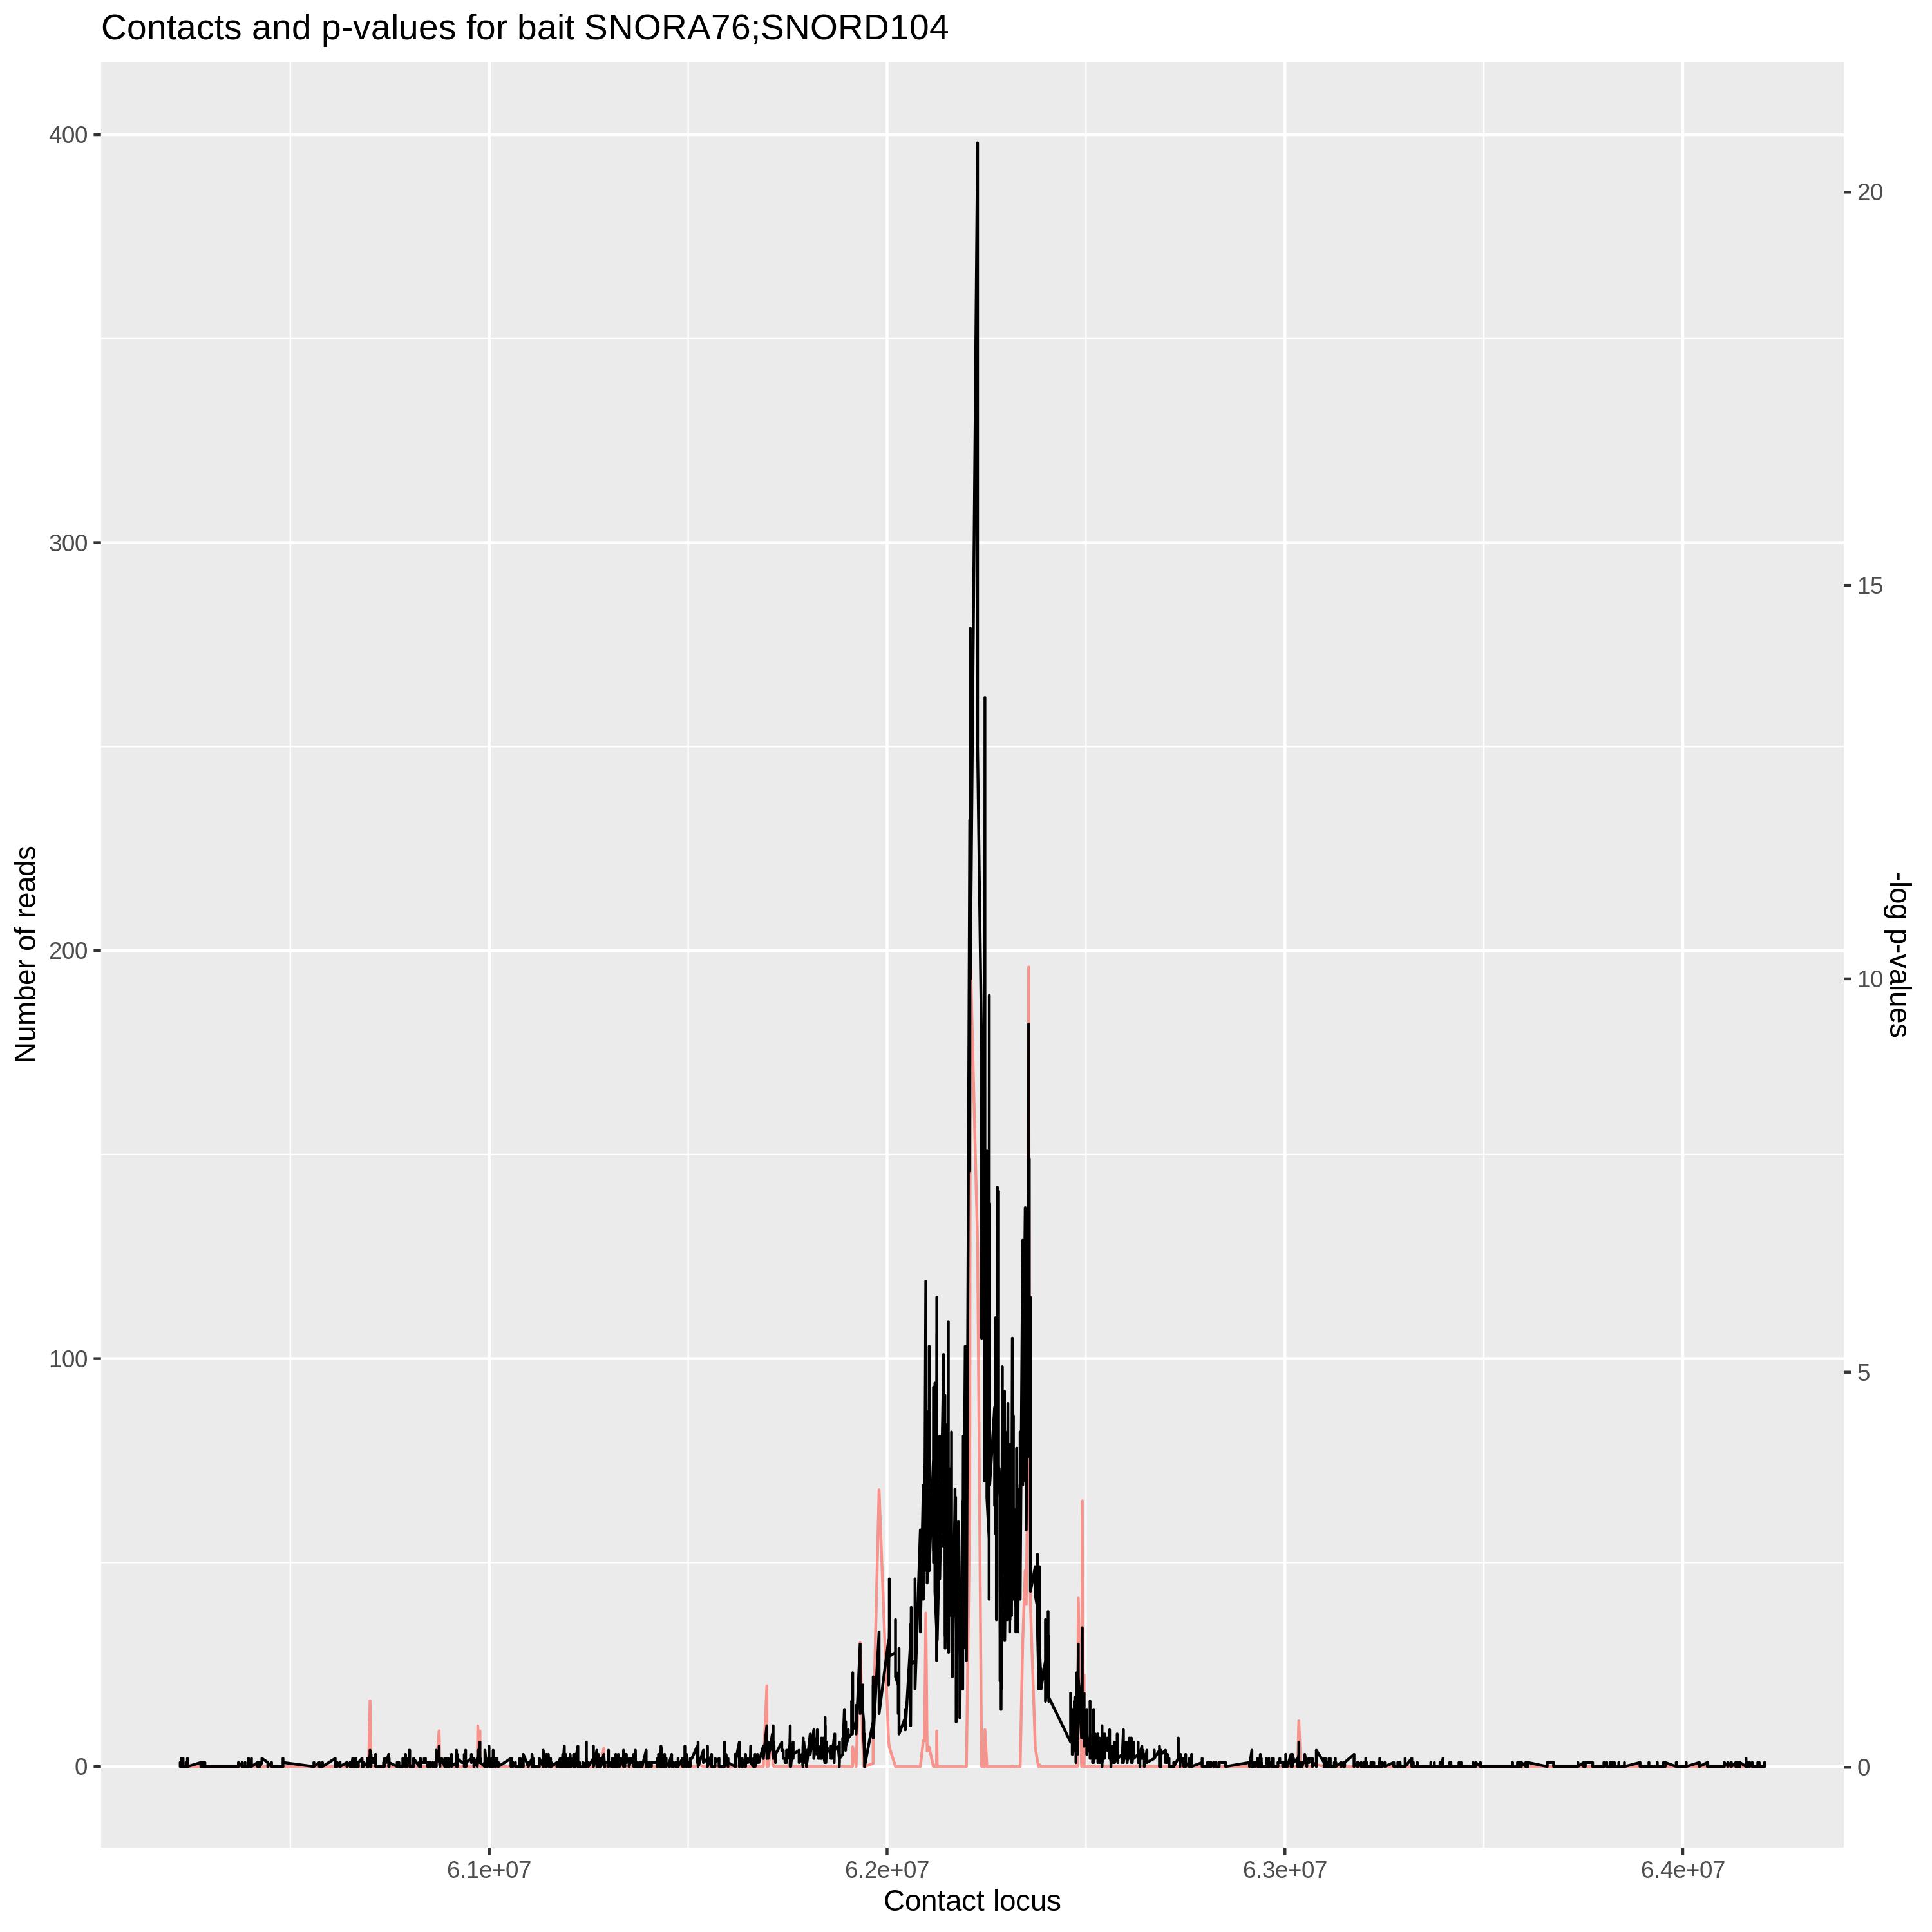 Contacts and p-values for bait SNORA76;SNORD104
400
300
200
100
0
Number of reads
20
15
10
5
0
-log p-values
6.1e+07
6.2e+07
6.3e+07
6.4e+07
Contact locus